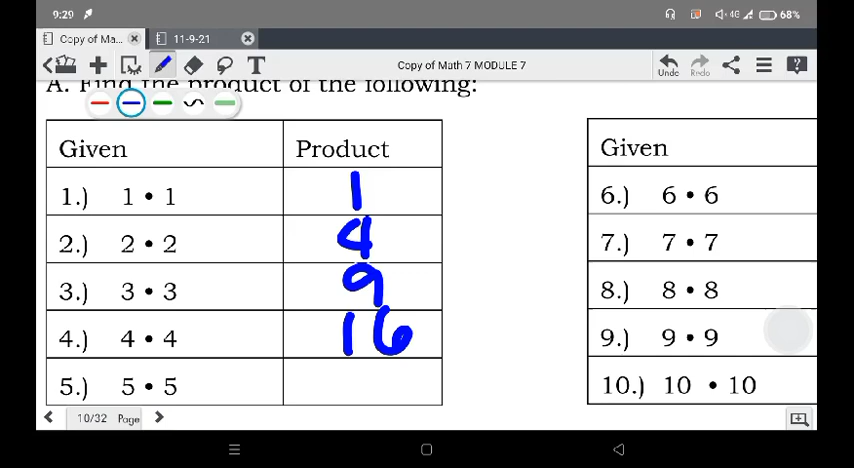 9:29 4G 68%
Copy of Ma... 11-9-21
T Copy of Math 7 MODULE 7 Undo Redo
A. Find the product of the following:
Given Product
1.) 1 • 1 1
2.) 2 • 2 4
3.) 3 • 3 9
4.) 4 • 4 16
5.) 5 • 5
Given
6.) 6 • 6
7.) 7 • 7
8.) 8 • 8
9.) 9 • 9
10.) 10 • 10
10/32 Page